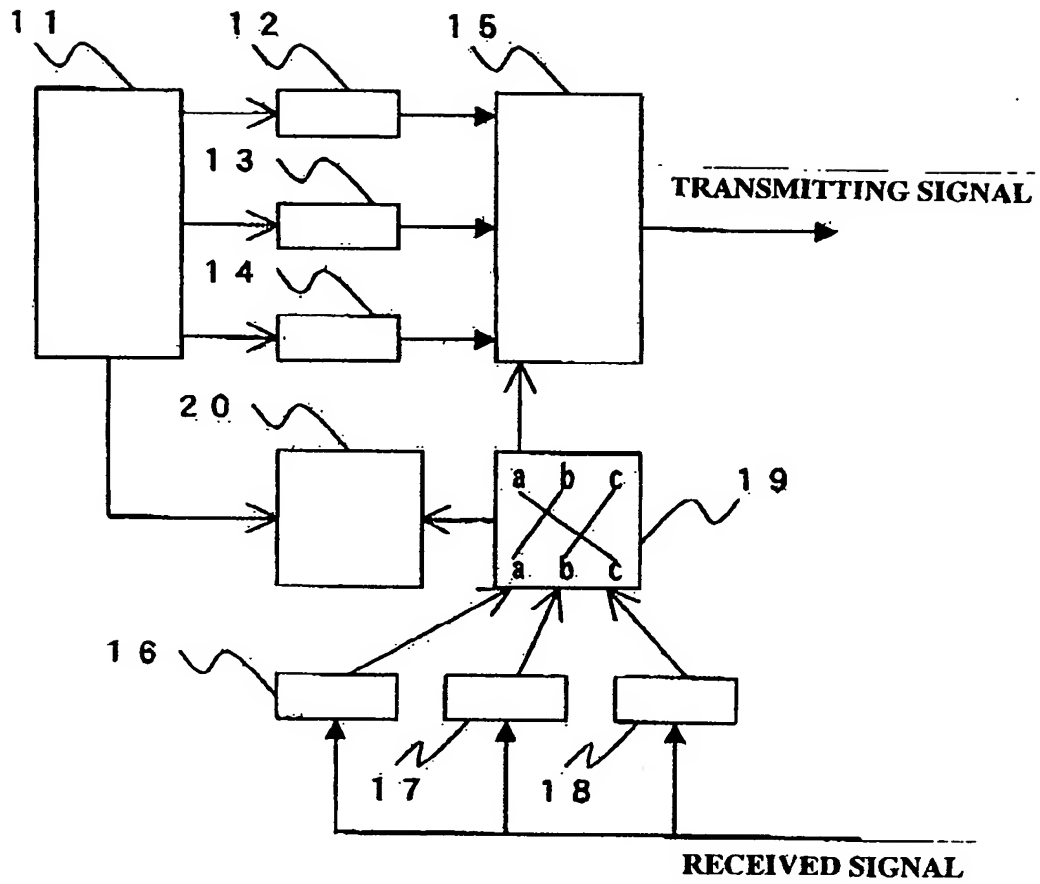 11 12 15
13
TRANSMITTING SIGNAL
14
20
a b c
19
a b c
16
17 18
RECEIVED SIGNAL